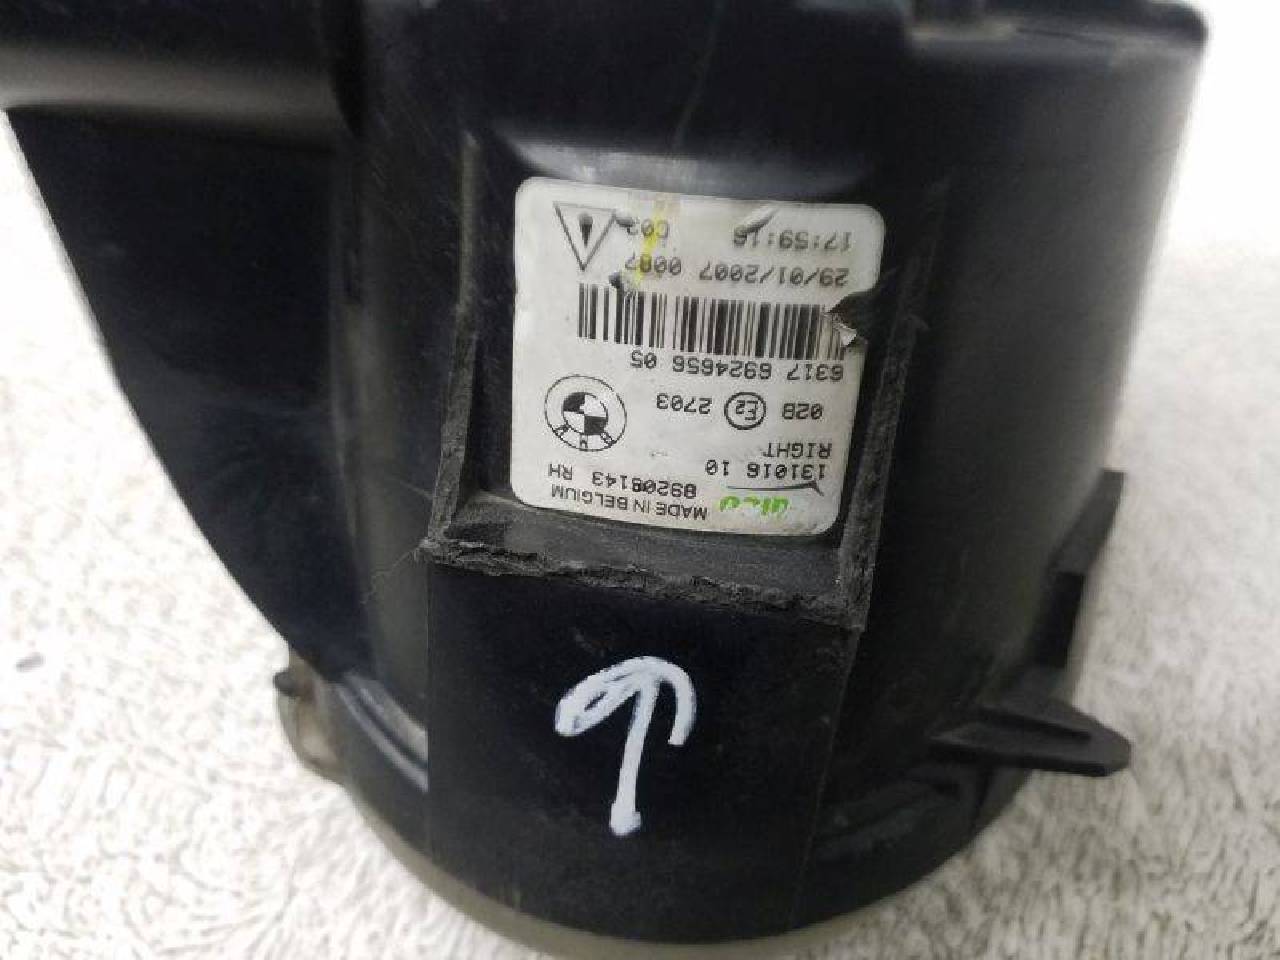 MADE IN BELGIUM
89208143 RH
131016 10
RIGHT
02B E2 2703
BMW
6317 6924656 05
29/01/2007 0087
17:59:16